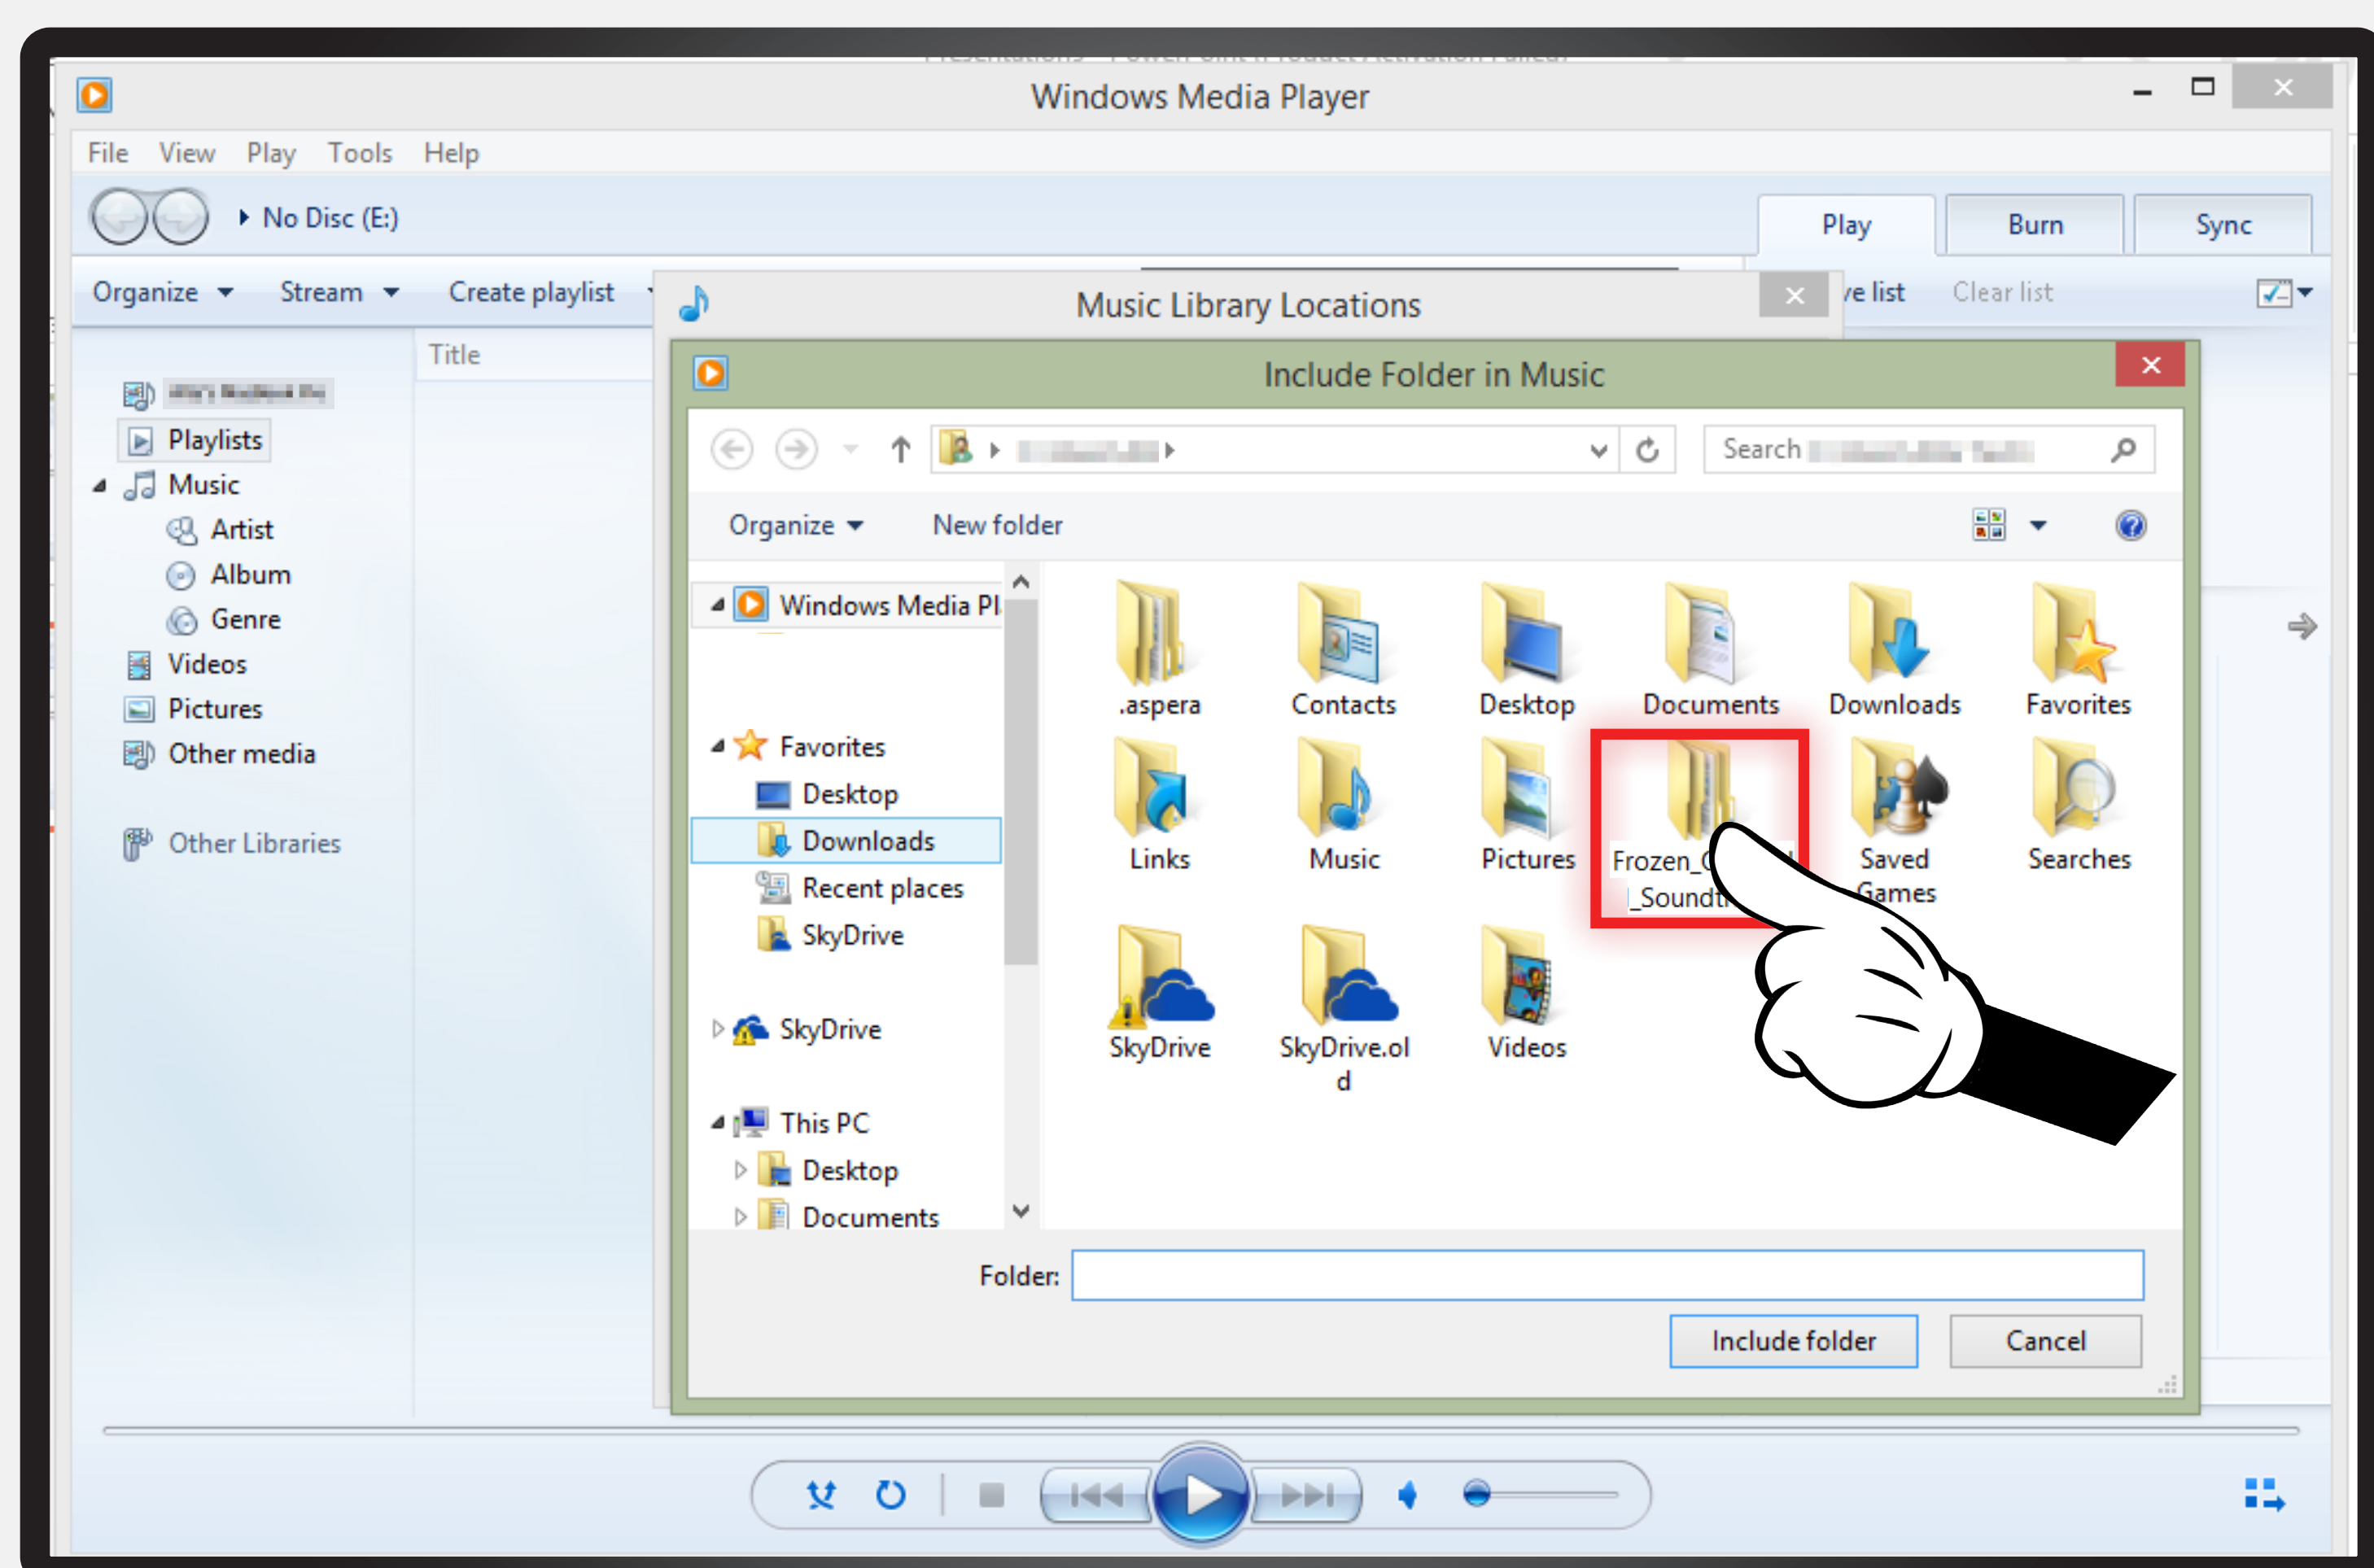 Windows Media Player
File View Play Tools Help
No Disc (E:)
Play Burn Sync
Organize Stream Create playlist
list Clear list
Music Library Locations
Title
Include Folder in Music
Playlists
Music
Artist
Album
Genre
Videos
Pictures
Other media
Other Libraries
Search
Organize New folder
Windows Media Pl
Favorites
Desktop
Downloads
Recent places
SkyDrive
SkyDrive
This PC
Desktop
Documents
.aspera Contacts Desktop Documents Downloads Favorites
Links Music Pictures Frozen_ Saved Searches
_Soundt Games
SkyDrive SkyDrive.ol Videos
d
Folder:
Include folder Cancel